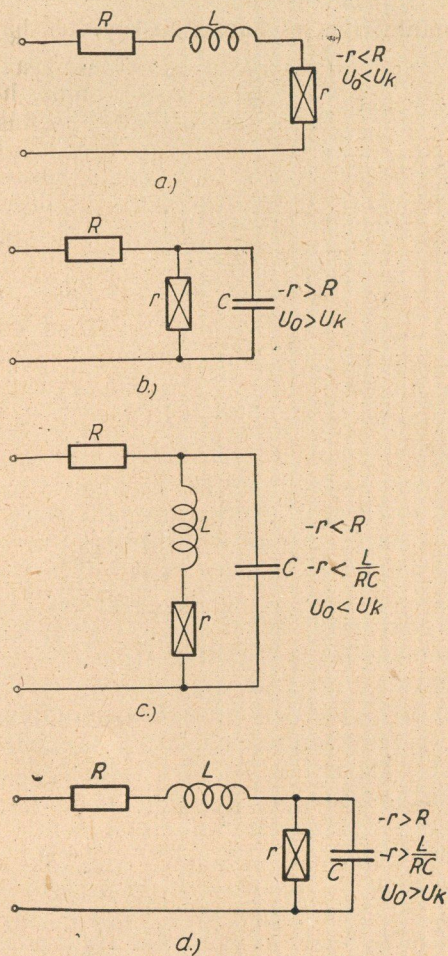 R
L
-r<R
U₀<Uₖ
r
a.)
R
r
C
-r>R
U₀>Uₖ
b.)
R
L
-r<R
C
-r< L/RC
U₀<Uₖ
r
c.)
R
L
-r>R
r
C
-r> L/RC
U₀>Uₖ
d.)